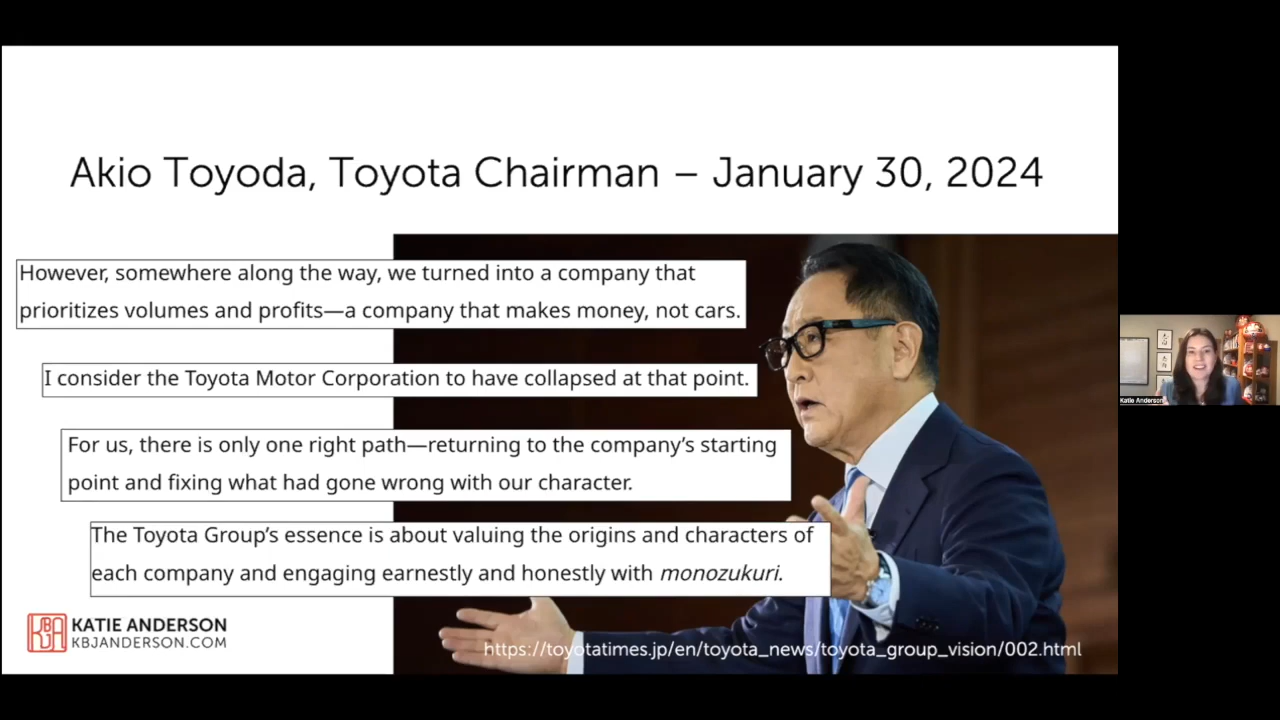 Akio Toyoda, Toyota Chairman – January 30, 2024
However, somewhere along the way, we turned into a company that
prioritizes volumes and profits—a company that makes money, not cars.
I consider the Toyota Motor Corporation to have collapsed at that point.
For us, there is only one right path—returning to the company’s starting
point and fixing what had gone wrong with our character.
The Toyota Group’s essence is about valuing the origins and characters of
each company and engaging earnestly and honestly with monozukuri.
KATIE ANDERSON
KBJANDERSON.COM
https://toyotatimes.jp/en/toyota_news/toyota_group_vision/002.html
Katie Anderson